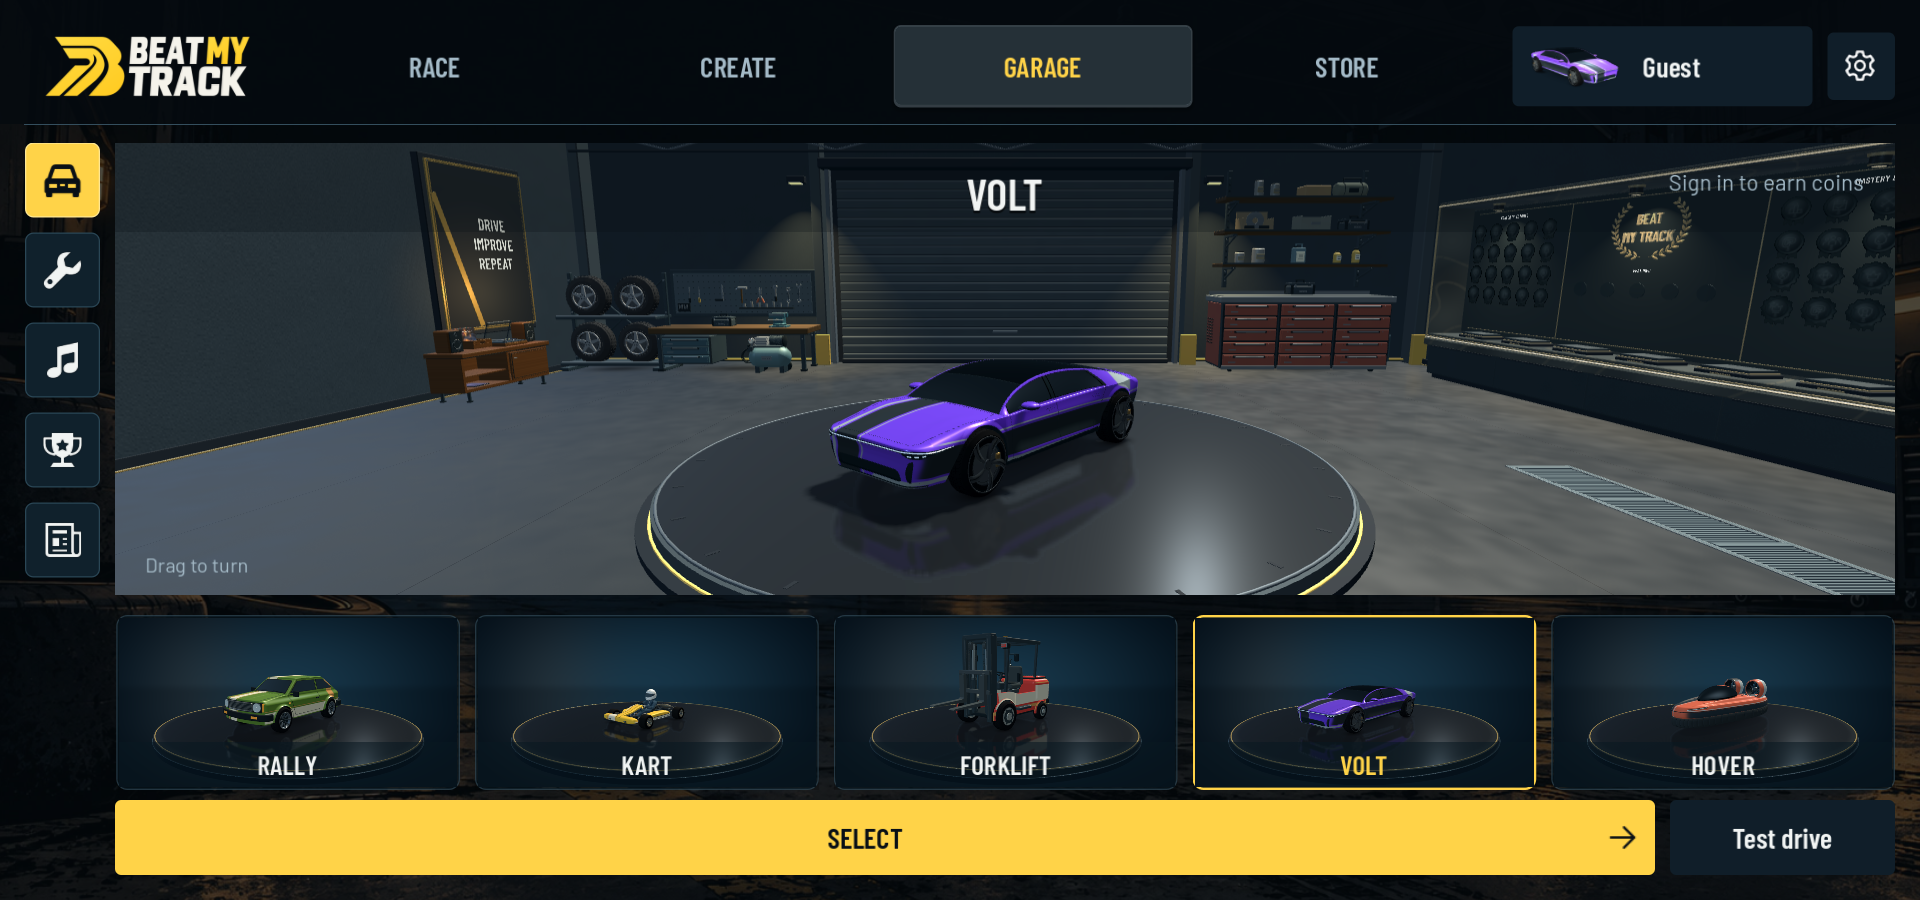 BEAT MY
TRACK
RACE
CREATE
GARAGE
STORE
Guest
VOLT
Sign in to earn coins
DRIVE
IMPROVE
REPEAT
BEAT
MY TRACK
Drag to turn
RALLY
KART
FORKLIFT
VOLT
HOVER
SELECT
Test drive